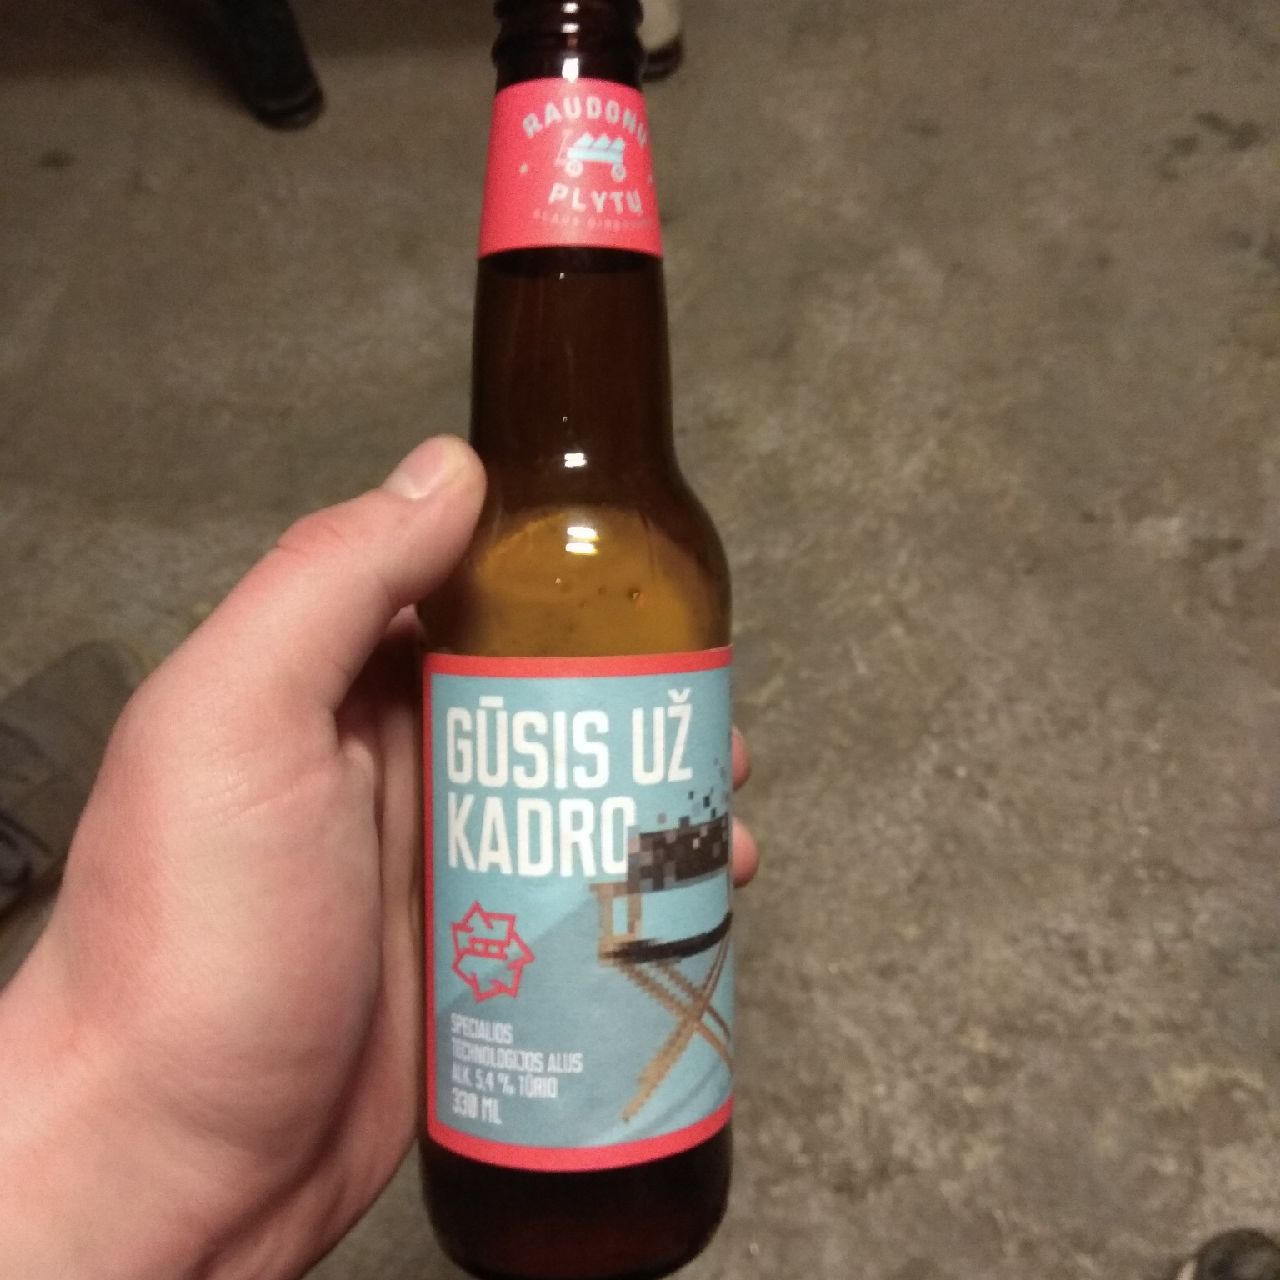 RAUDONŲ
PLYTŲ
GŪSIS UŽ
KADRO
SPECIALIOS
TECHNOLOGIJOS ALUS
ALK. 5,4 % TŪRIO
330 ML